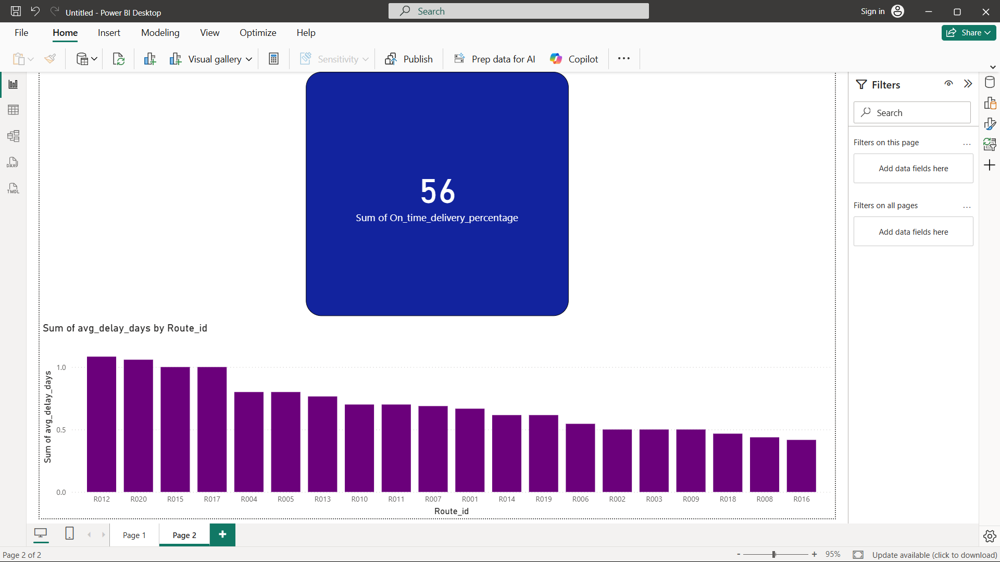 Untitled - Power BI Desktop
Search
Sign in
File Home Insert Modeling View Optimize Help
Share
Visual gallery
Sensitivity
Publish
Prep data for AI
Copilot
DAX
TMDL
Filters
Search
Filters on this page
Add data fields here
Filters on all pages
Add data fields here
56
Sum of On_time_delivery_percentage
Sum of avg_delay_days by Route_id
Sum of avg_delay_days
1.0
0.5
0.0
R012 R020 R015 R017 R004 R005 R013 R010 R011 R007 R001 R014 R019 R006 R002 R003 R009 R018 R008 R016
Route_id
Page 1
Page 2
Page 2 of 2
- + 95%
Update available (click to download)